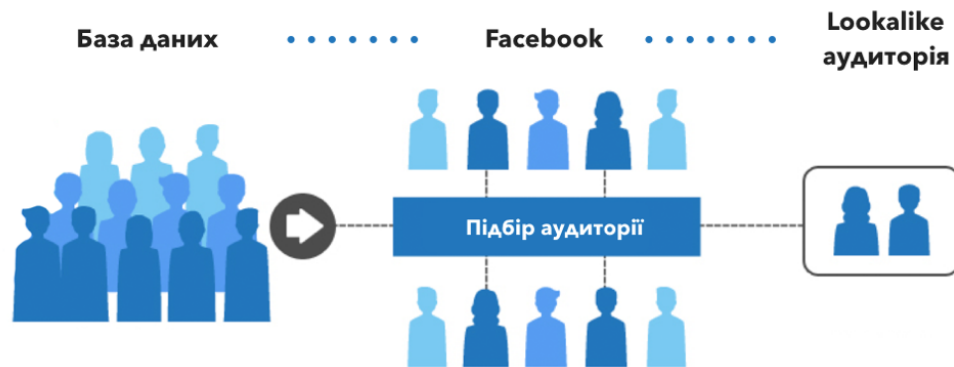 База даних
Facebook
Lookalike
аудиторія
Підбір аудиторії